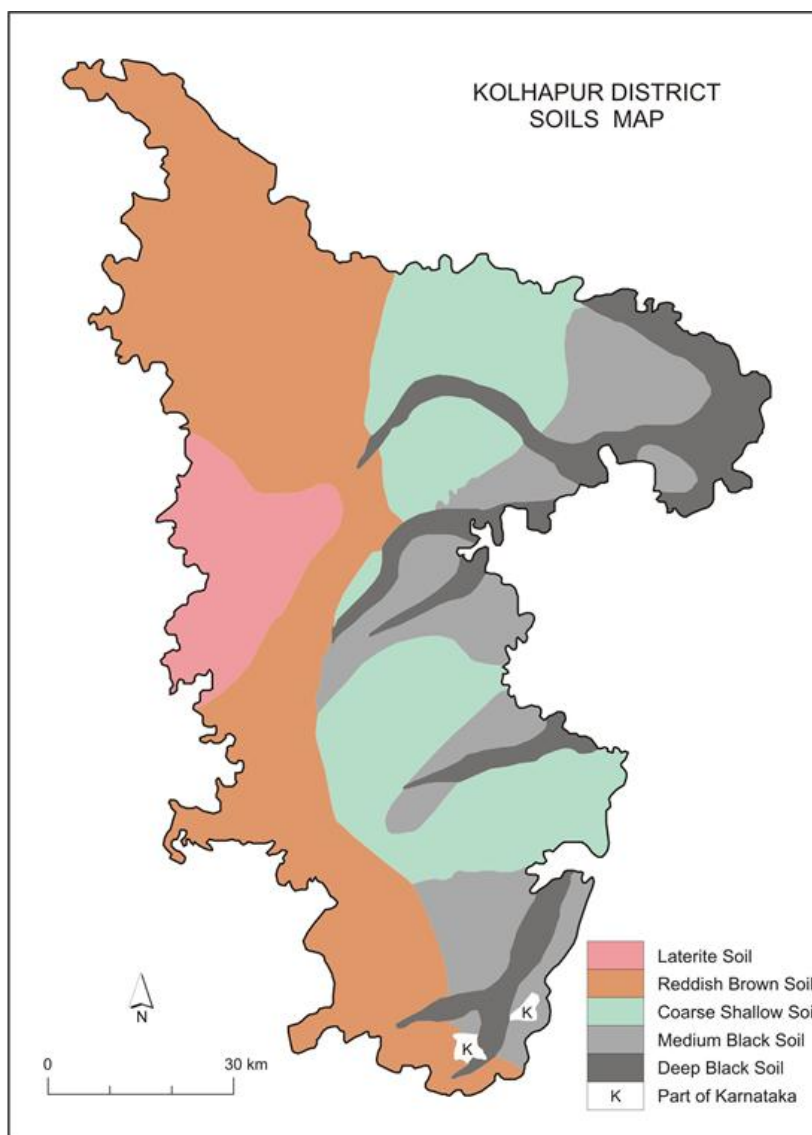 KOLHAPUR DISTRICT
SOILS MAP
K
K
N
0 30 km
Laterite Soil
Reddish Brown Soil
Coarse Shallow Soi
Medium Black Soil
Deep Black Soil
K Part of Karnataka